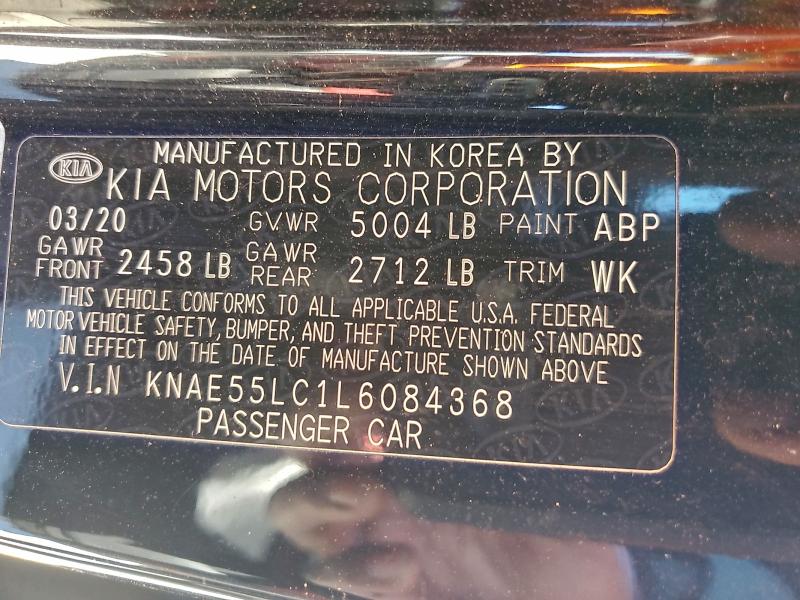 MANUFACTURED IN KOREA BY
KIA KIA MOTORS CORPORATION
03/20 GVWR 5004 LB PAINT ABP
GAWR FRONT 2458 LB GAWR REAR 2712 LB TRIM WK
THIS VEHICLE CONFORMS TO ALL APPLICABLE U.S.A. FEDERAL
MOTOR VEHICLE SAFETY, BUMPER, AND THEFT PREVENTION STANDARDS
IN EFFECT ON THE DATE OF MANUFACTURE SHOWN ABOVE
V.I.N KNAE55LC1L6084368
PASSENGER CAR